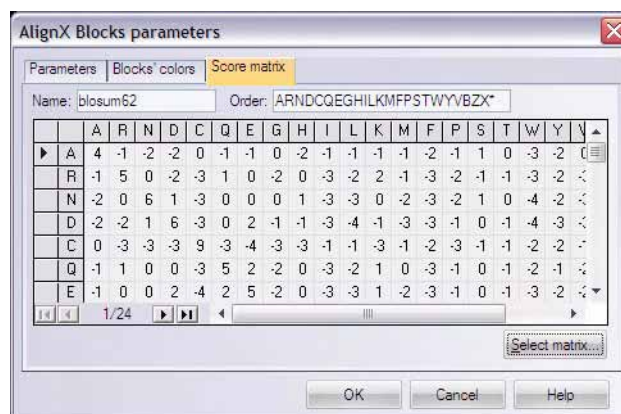 AlignX Blocks parameters
Parameters Blocks' colors Score matrix
Name: blosum62 Order: ARNDCQEGHILKMFPSTWYVBZX*
A R N D C Q E G H I L K M F P S T W Y V
A 4 -1 -2 -2 0 -1 -1 0 -2 -1 -1 -1 -1 -2 -1 1 0 -3 -2
R -1 5 0 -2 -3 1 0 -2 0 -3 -2 2 -1 -3 -2 -1 -1 -3 -2
N -2 0 6 1 -3 0 0 0 1 -3 -3 0 -2 -3 -2 1 0 -4 -2
D -2 -2 1 6 -3 0 2 -1 -1 -3 -4 -1 -3 -3 -1 0 -1 -4 -3
C 0 -3 -3 -3 9 -3 -4 -3 -3 -1 -1 -3 -1 -2 -3 -1 -1 -2 -2
Q -1 1 0 0 -3 5 2 -2 0 -3 -2 1 0 -3 -1 0 -1 -2 -1
E -1 0 0 2 -4 2 5 -2 0 -3 -3 1 -2 -3 -1 0 -1 -3 -2
1/24
Select matrix...
OK Cancel Help